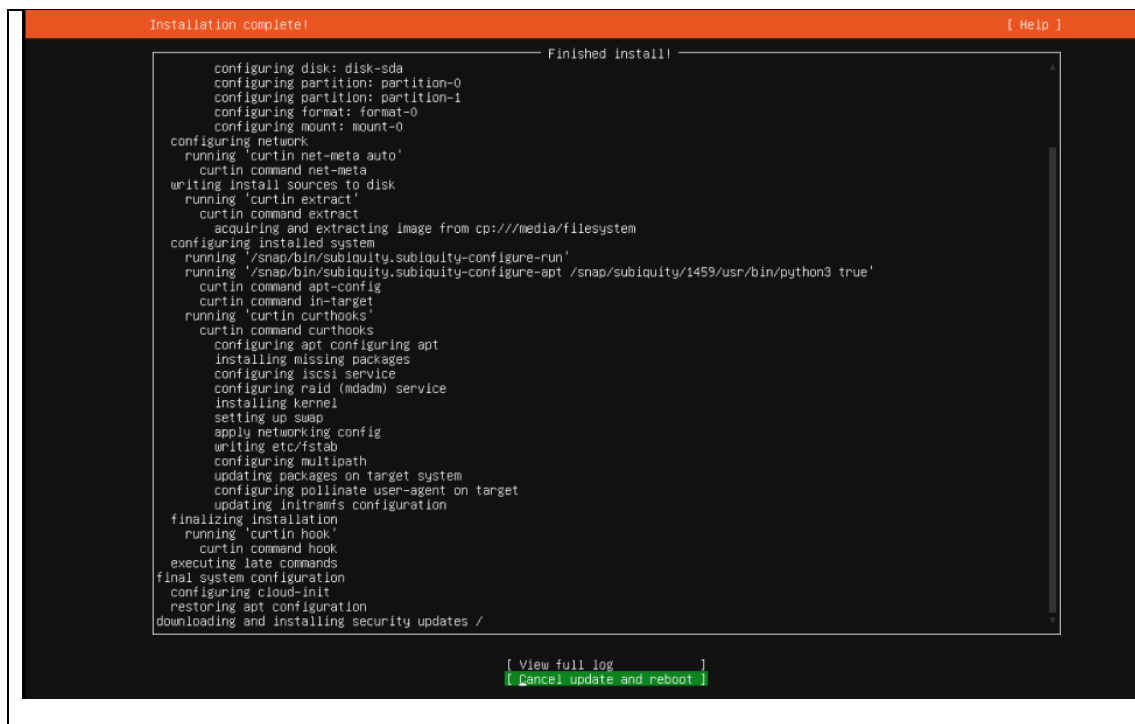 Installation complete! [ Help ]
Finished install!
configuring disk: disk-sda
configuring partition: partition-0
configuring partition: partition-1
configuring format: format-0
configuring mount: mount-0
configuring network
running 'curtin net-meta auto'
curtin command net-meta
writing install sources to disk
running 'curtin extract'
curtin command extract
acquiring and extracting image from cp:///media/filesystem
configuring installed system
running '/snap/bin/subiquity.subiquity-configure-run'
running '/snap/bin/subiquity.subiquity-configure-apt /snap/subiquity/1459/usr/bin/python3 true'
curtin command apt-config
curtin command in-target
running 'curtin curthooks'
curtin command curthooks
configuring apt configuring apt
installing missing packages
configuring iscsi service
configuring raid (mdadm) service
installing kernel
setting up swap
apply networking config
writing etc/fstab
configuring multipath
updating packages on target system
configuring pollinate user-agent on target
updating initramfs configuration
finalizing installation
running 'curtin hook'
curtin command hook
executing late commands
final system configuration
configuring cloud-init
restoring apt configuration
downloading and installing security updates /
[ View full log ]
[ Cancel update and reboot ]